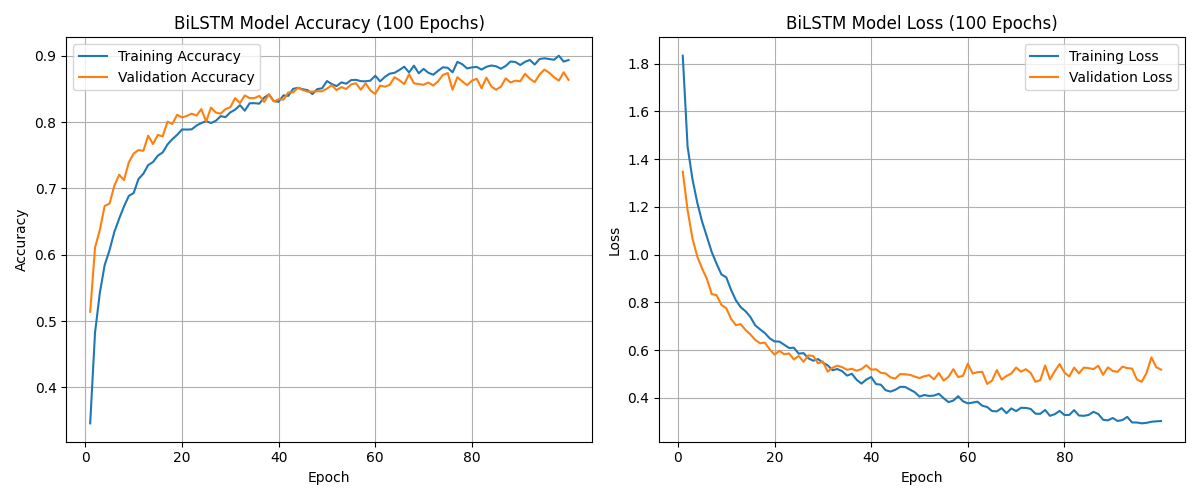 BiLSTM Model Accuracy (100 Epochs)
Training Accuracy
Validation Accuracy
0.9
0.8
0.7
0.6
0.5
0.4
Accuracy
0
20
40
60
80
Epoch
BiLSTM Model Loss (100 Epochs)
Training Loss
Validation Loss
1.8
1.6
1.4
1.2
1.0
0.8
0.6
0.4
Loss
0
20
40
60
80
Epoch